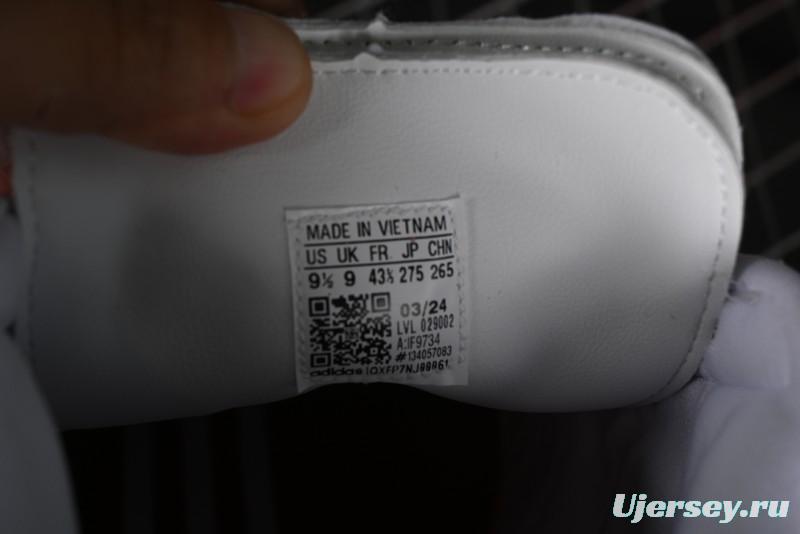 MADE IN VIETNAM
US UK FR JP CHN
9½ 9 43⅓ 275 265
03/24
LVL 029002
A:IF9734
#134057083
adidas
Ujersey.ru